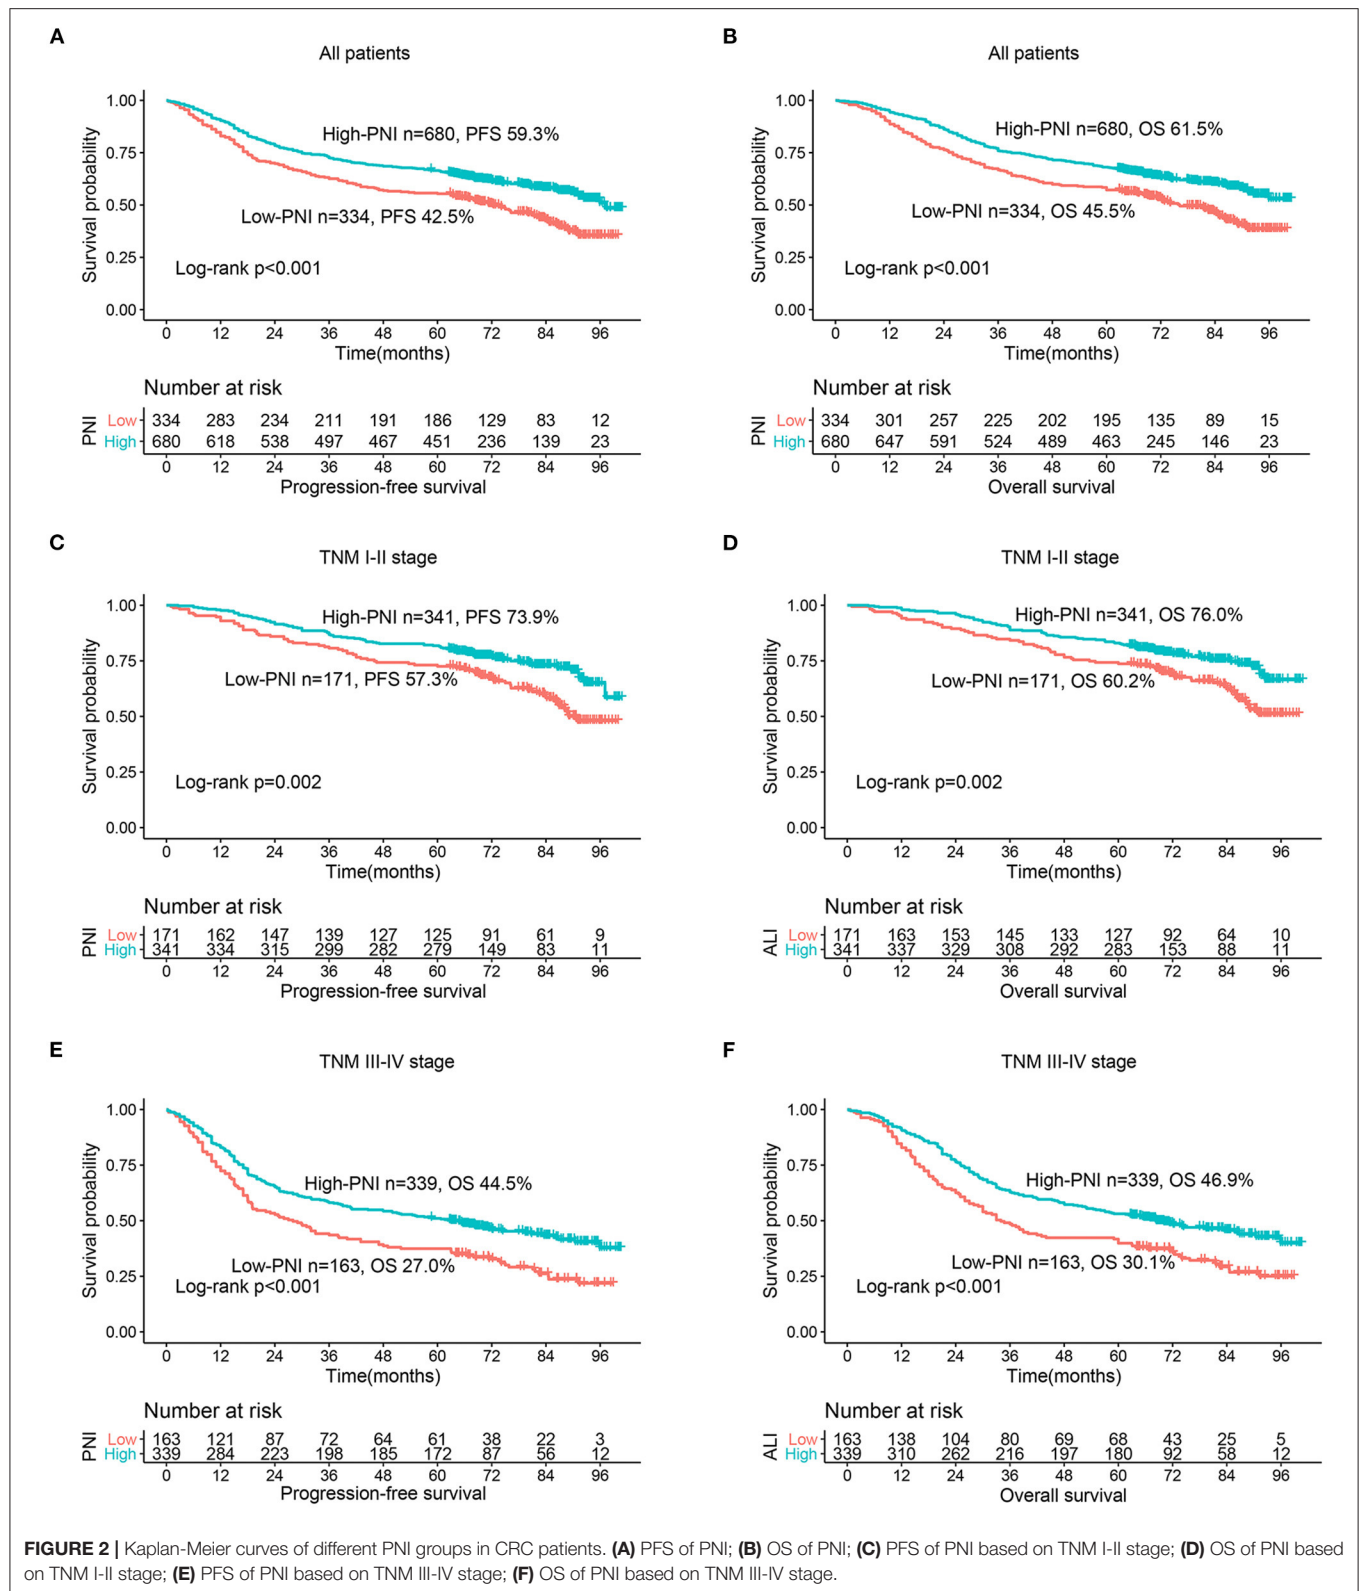 A
All patients
Survival probability
1.00
0.75
0.50
0.25
0.00
High-PNI n=680, PFS 59.3%
Low-PNI n=334, PFS 42.5%
Log-rank p<0.001
0 12 24 36 48 60 72 84 96
Time(months)
Number at risk
PNI
Low 334 283 234 211 191 186 129 83 12
High 680 618 538 497 467 451 236 139 23
0 12 24 36 48 60 72 84 96
Progression-free survival
B
All patients
Survival probability
1.00
0.75
0.50
0.25
0.00
High-PNI n=680, OS 61.5%
Low-PNI n=334, OS 45.5%
Log-rank p<0.001
0 12 24 36 48 60 72 84 96
Time(months)
Number at risk
PNI
Low 334 301 257 225 202 195 135 89 15
High 680 647 591 524 489 463 245 146 23
0 12 24 36 48 60 72 84 96
Overall survival
C
TNM I-II stage
Survival probability
1.00
0.75
0.50
0.25
0.00
High-PNI n=341, PFS 73.9%
Low-PNI n=171, PFS 57.3%
Log-rank p=0.002
0 12 24 36 48 60 72 84 96
Time(months)
Number at risk
PNI
Low 171 162 147 139 127 125 91 61 9
High 341 334 315 299 282 279 149 83 11
0 12 24 36 48 60 72 84 96
Progression-free survival
D
TNM I-II stage
Survival probability
1.00
0.75
0.50
0.25
0.00
High-PNI n=341, OS 76.0%
Low-PNI n=171, OS 60.2%
Log-rank p=0.002
0 12 24 36 48 60 72 84 96
Time(months)
Number at risk
ALI
Low 171 163 153 145 133 127 92 64 10
High 341 337 329 308 292 283 153 88 11
0 12 24 36 48 60 72 84 96
Overall survival
E
TNM III-IV stage
Survival probability
1.00
0.75
0.50
0.25
0.00
High-PNI n=339, OS 44.5%
Low-PNI n=163, OS 27.0%
Log-rank p<0.001
0 12 24 36 48 60 72 84 96
Time(months)
Number at risk
PNI
Low 163 121 87 72 64 61 38 22 3
High 339 284 223 198 185 172 87 56 12
0 12 24 36 48 60 72 84 96
Progression-free survival
F
TNM III-IV stage
Survival probability
1.00
0.75
0.50
0.25
0.00
High-PNI n=339, OS 46.9%
Low-PNI n=163, OS 30.1%
Log-rank p<0.001
0 12 24 36 48 60 72 84 96
Time(months)
Number at risk
ALI
Low 163 138 104 80 69 68 43 25 5
High 339 310 262 216 197 180 92 58 12
0 12 24 36 48 60 72 84 96
Overall survival
FIGURE 2 | Kaplan-Meier curves of different PNI groups in CRC patients. (A) PFS of PNI; (B) OS of PNI; (C) PFS of PNI based on TNM I-II stage; (D) OS of PNI based
on TNM I-II stage; (E) PFS of PNI based on TNM III-IV stage; (F) OS of PNI based on TNM III-IV stage.